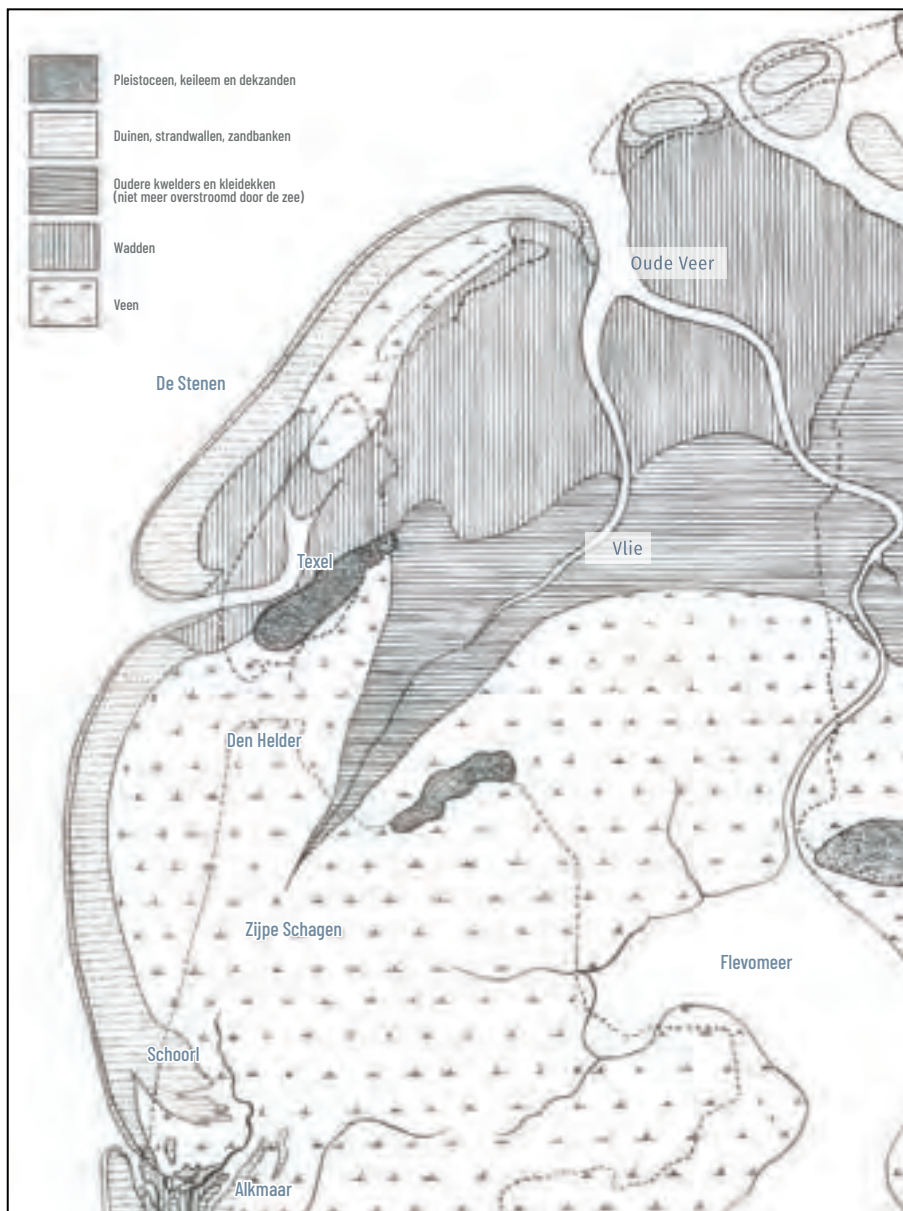 Pleistoceen, keileem en dekzanden
Duinen, strandwallen, zandbanken
Oudere kwelders en kleidekken
(niet meer overstroomd door de zee)
Wadden
Veen
Oude Veer
De Stenen
Vlie
Texel
Den Helder
Zijpe Schagen
Flevomeer
Schoorl
Alkmaar